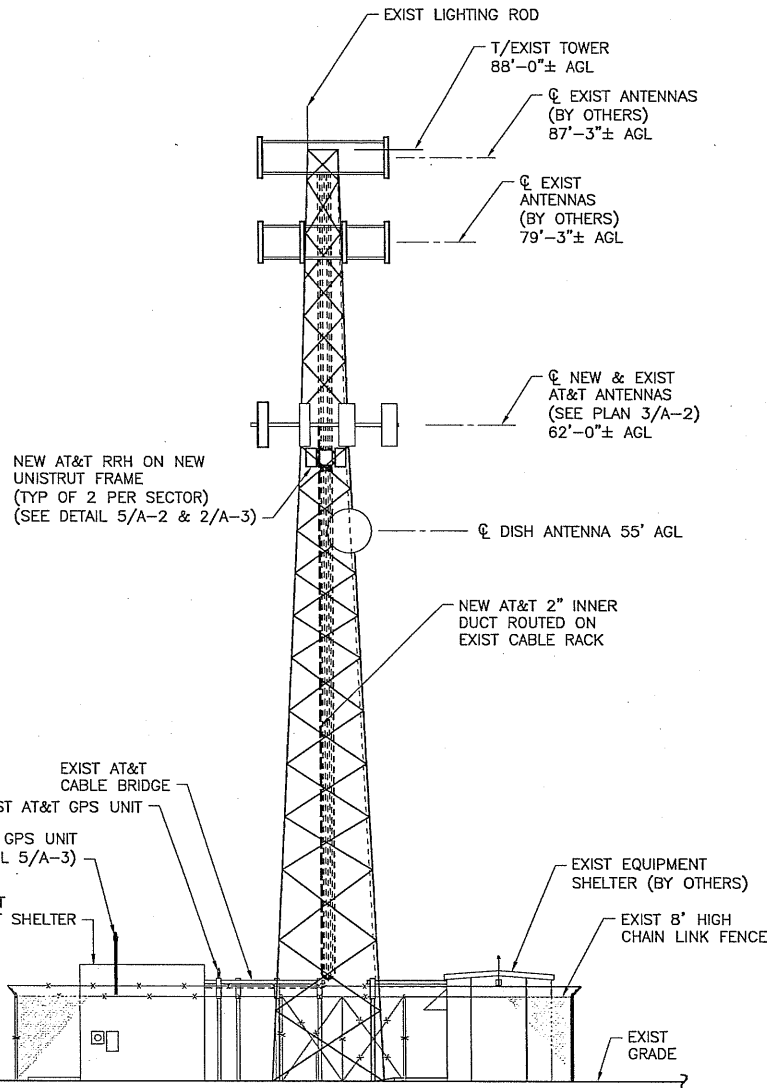 EXIST LIGHTING ROD
T/EXIST TOWER
88'-0"± AGL
℄ EXIST ANTENNAS
(BY OTHERS)
87'-3"± AGL
℄ EXIST
ANTENNAS
(BY OTHERS)
79'-3"± AGL
℄ NEW & EXIST
AT&T ANTENNAS
(SEE PLAN 3/A-2)
62'-0"± AGL
NEW AT&T RRH ON NEW
UNISTRUT FRAME
(TYP OF 2 PER SECTOR)
(SEE DETAIL 5/A-2 & 2/A-3)
℄ DISH ANTENNA 55' AGL
NEW AT&T 2" INNER
DUCT ROUTED ON
EXIST CABLE RACK
EXIST AT&T
CABLE BRIDGE
ST AT&T GPS UNIT
GPS UNIT
L 5/A-3)
T
SHELTER
EXIST EQUIPMENT
SHELTER (BY OTHERS)
EXIST 8' HIGH
CHAIN LINK FENCE
EXIST
GRADE